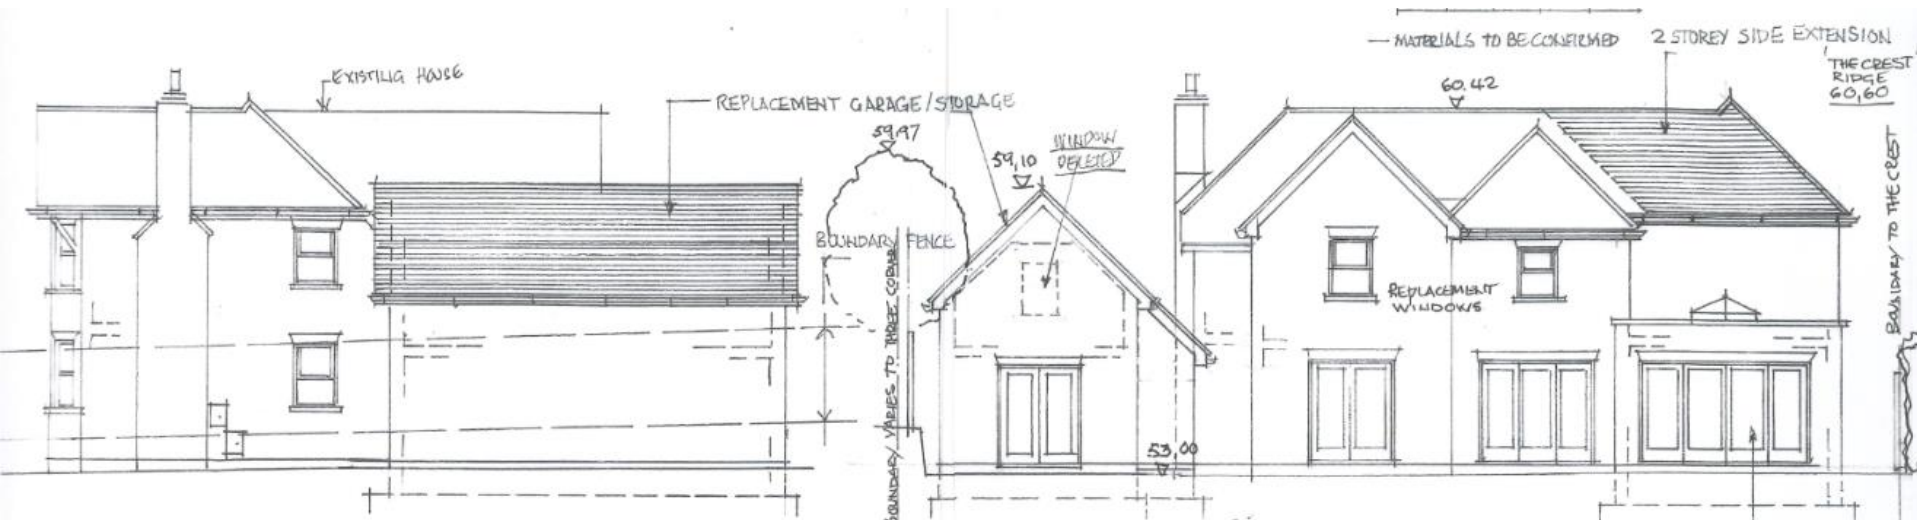 EXISTING HOUSE
REPLACEMENT GARAGE/STORAGE
59,97
BOUNDARY FENCE
BOUNDARY VARIES TO THREE CORNERS
59,10
WINDOW
DELETED
53,00
MATERIALS TO BE CONFIRMED
2 STOREY SIDE EXTENSION
THE CREST
RIDGE
60,60
60.42
REPLACEMENT
WINDOWS
BOUNDARY TO THE CREST